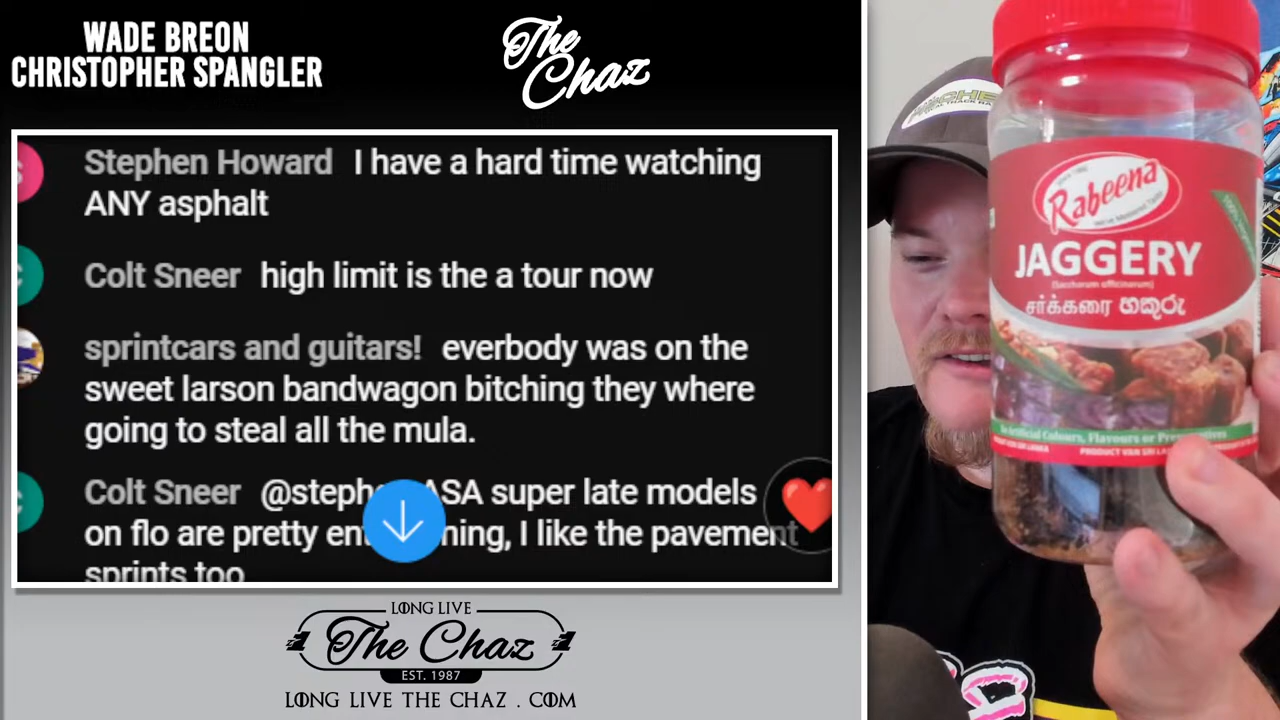 WADE BREON
CHRISTOPHER SPANGLER
The
Chaz
Stephen Howard I have a hard time watching
ANY asphalt
Colt Sneer high limit is the a tour now
sprintcars and guitars! everbody was on the
sweet larson bandwagon bitching they where
going to steal all the mula.
Colt Sneer ASA super late models
on flo are pretty I like the pavement
sprints too
LONG LIVE
The Chaz
EST. 1987
LONG LIVE THE CHAZ . COM
Rabeena
JAGGERY
(Saccharum officinarum)
சர்க்கரை හකුරු
No Artificial Colours, Flavours or Preservatives